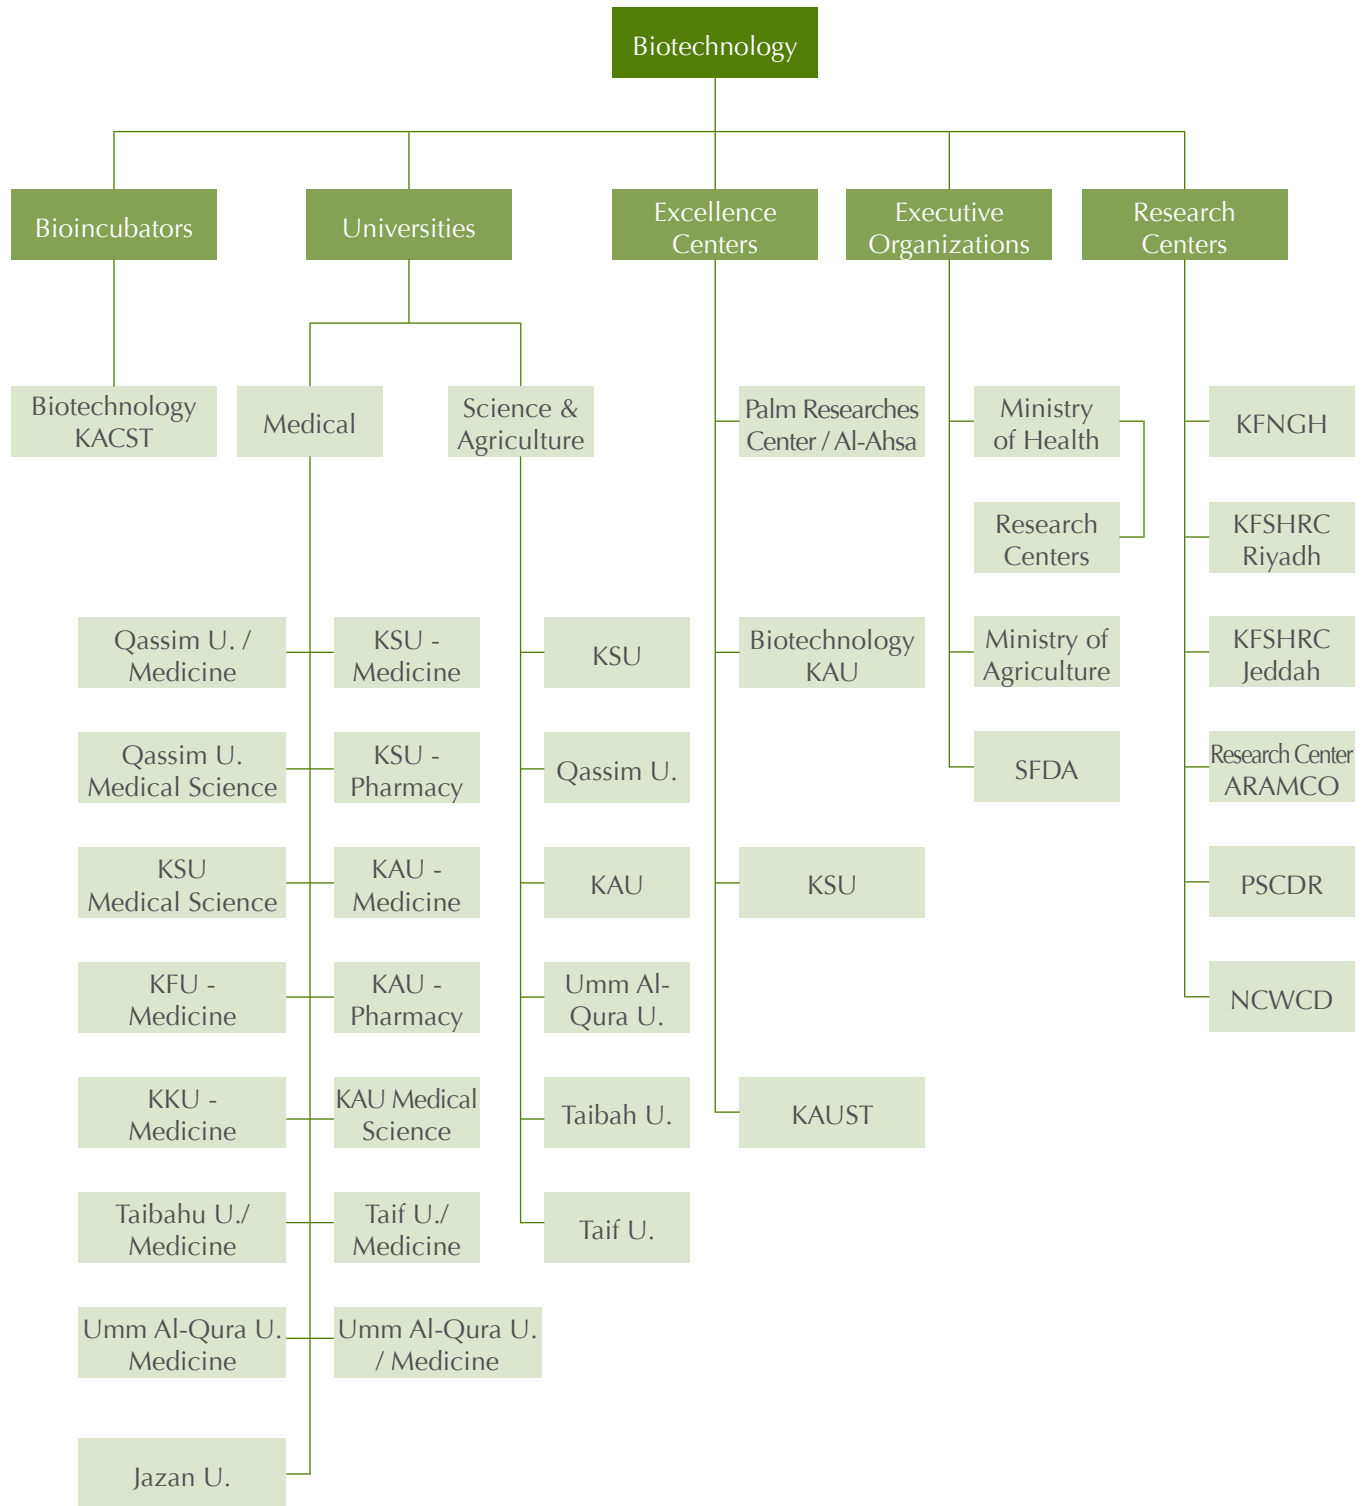 Biotechnology
Bioincubators
Universities
Excellence
Centers
Executive
Organizations
Research
Centers
Biotechnology
KACST
Medical
Science &
Agriculture
Palm Researches
Center / Al-Ahsa
Ministry
of Health
KFNGH
Research
Centers
KFSHRC
Riyadh
Qassim U. /
Medicine
KSU -
Medicine
KSU
Biotechnology
KAU
Ministry of
Agriculture
KFSHRC
Jeddah
Qassim U.
Medical Science
KSU -
Pharmacy
Qassim U.
SFDA
Research Center
ARAMCO
KSU
Medical Science
KAU -
Medicine
KAU
KSU
PSCDR
KFU -
Medicine
KAU -
Pharmacy
Umm Al-
Qura U.
NCWCD
KKU -
Medicine
KAU Medical
Science
Taibah U.
KAUST
Taibahu U./
Medicine
Taif U./
Medicine
Taif U.
Umm Al-Qura U.
Medicine
Umm Al-Qura U.
/ Medicine
Jazan U.